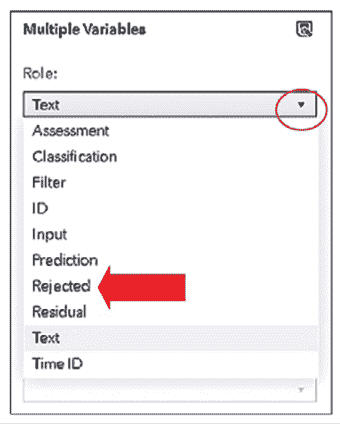 Multiple Variables
Role:
Text
Assessment
Classification
Filter
ID
Input
Prediction
Rejected
Residual
Text
Time ID